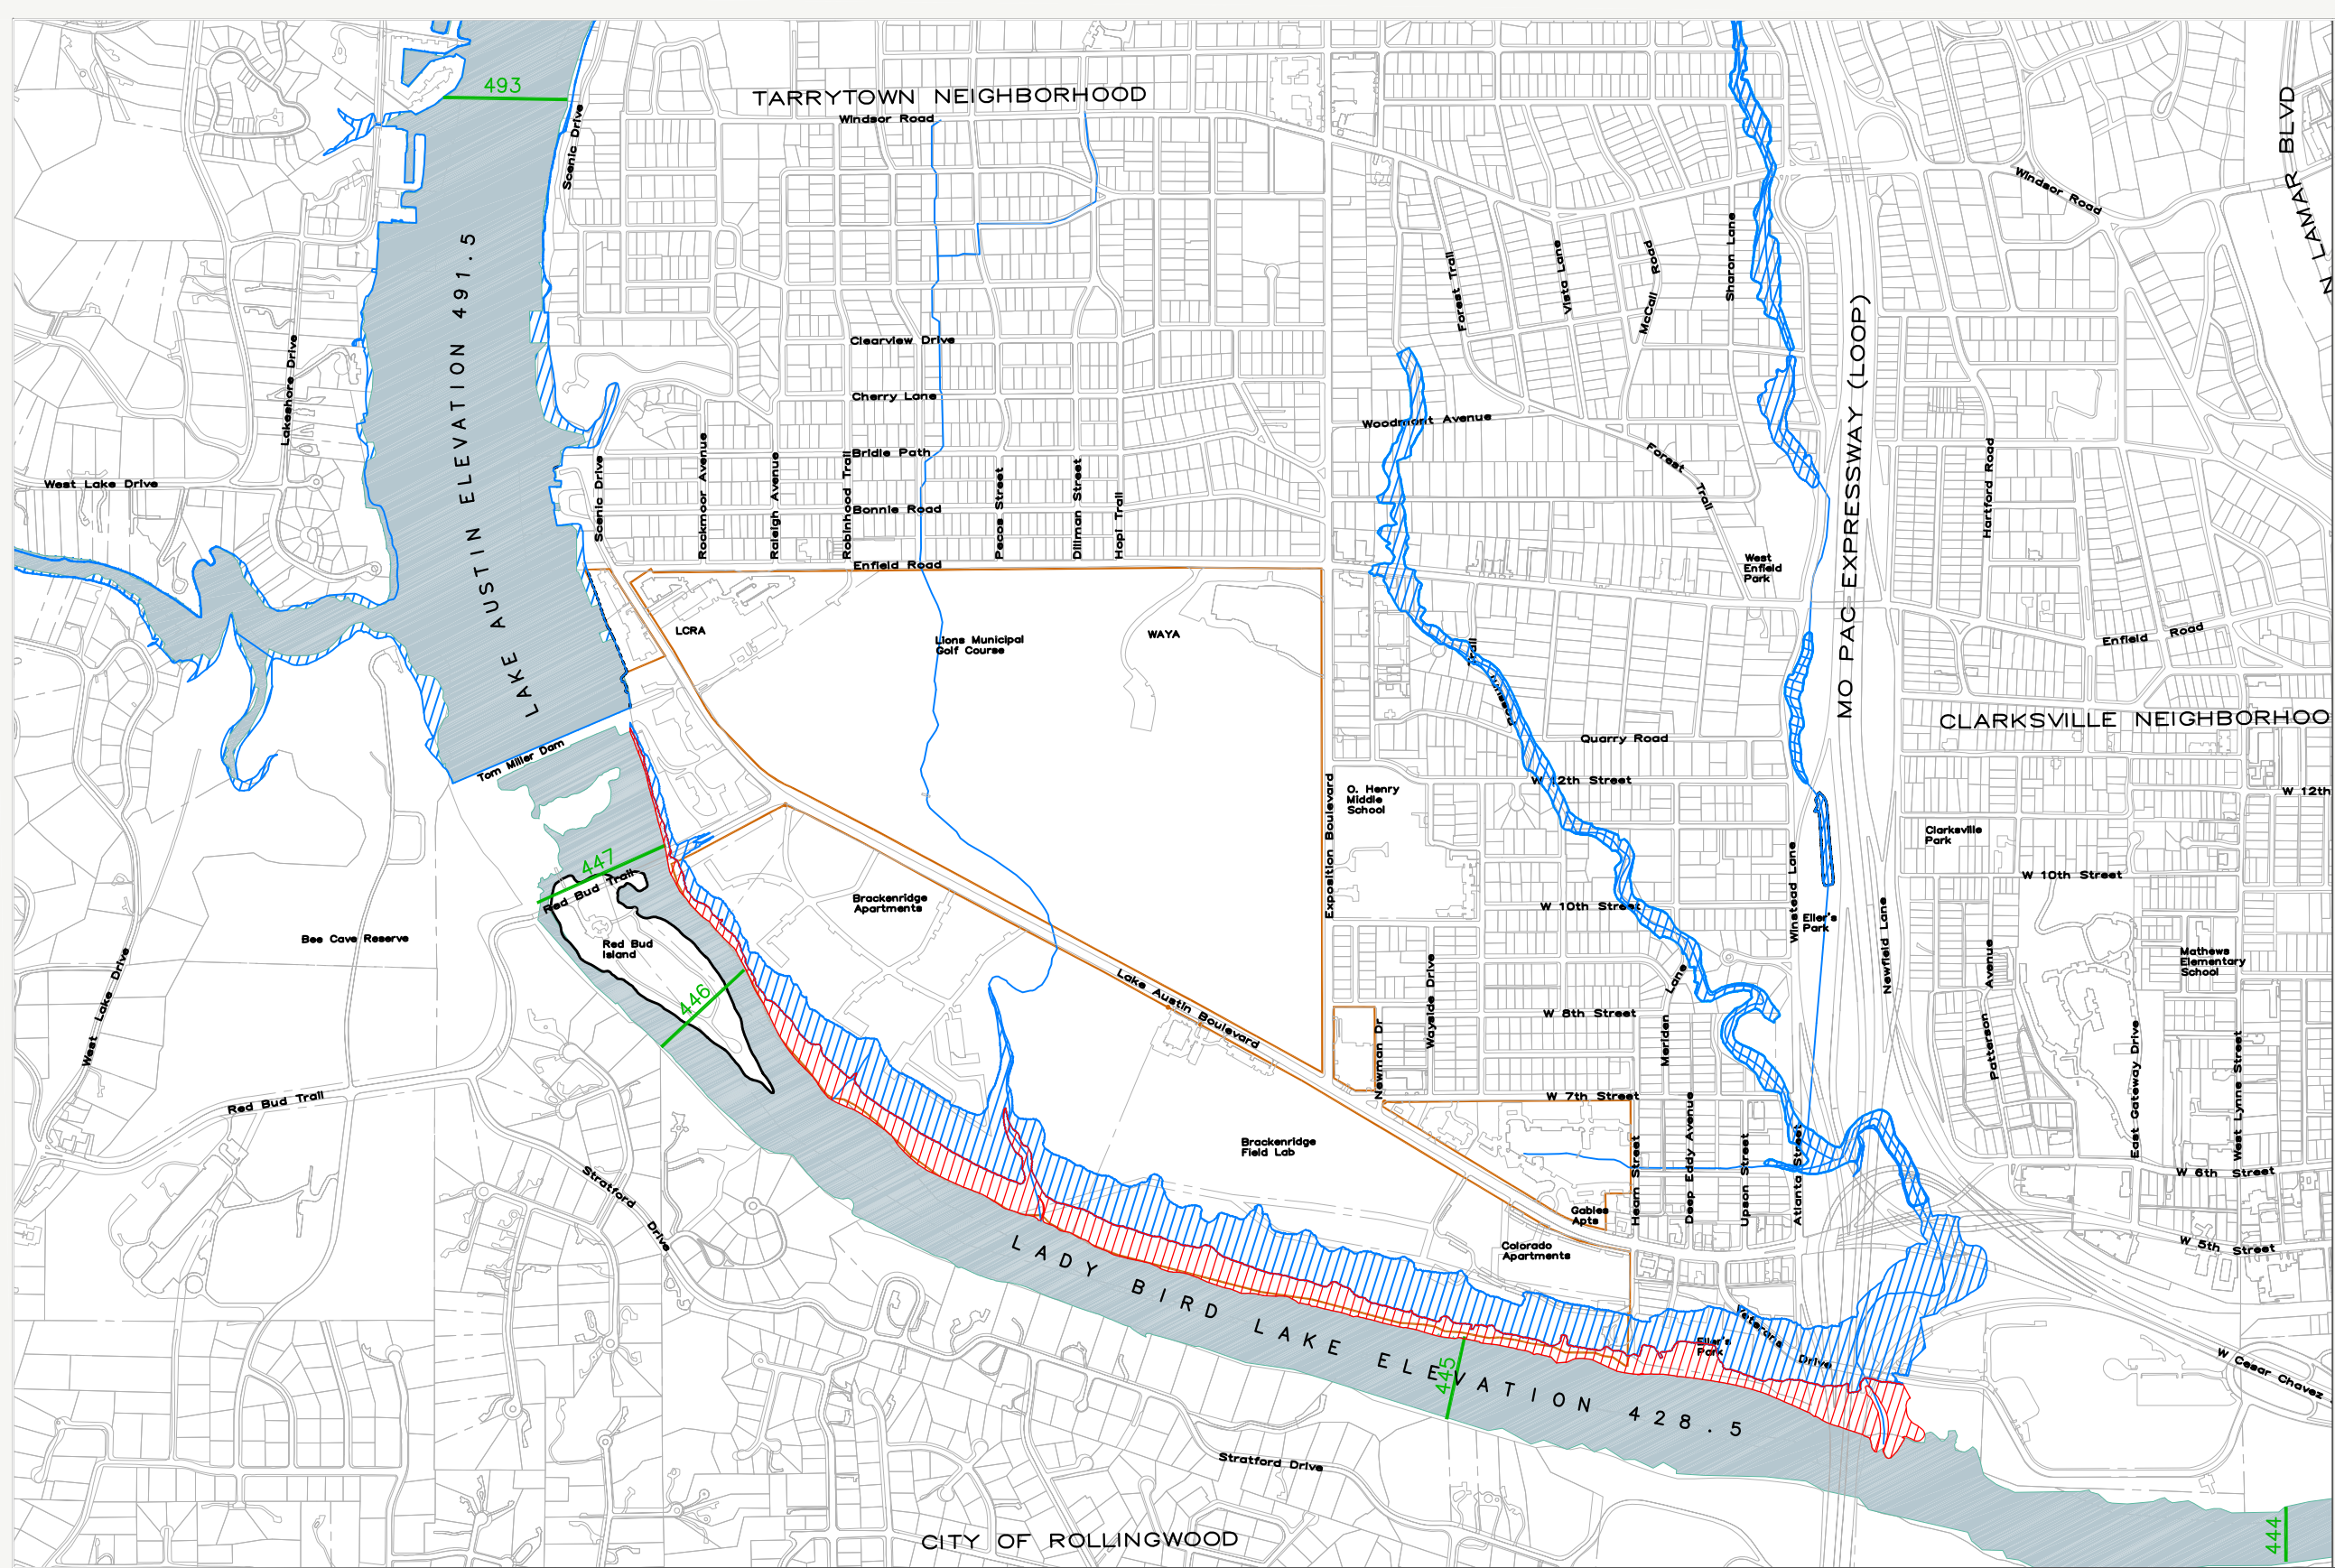 493
TARRYTOWN NEIGHBORHOOD
Windsor Road
Scenic Drive
N LAMAR BLVD
Windsor Road
Sharon Lane
Forest Trail
Vista Lane
McCall Road
LAKE AUSTIN ELEVATION 491.5
MO PAC EXPRESSWAY (LOOP)
Lakeshore Drive
Clearview Drive
Cherry Lane
Woodmont Avenue
Bridle Path
Forest Trail
Hartford Road
West Lake Drive
Scenic Drive
Rockmoor Avenue
Raleigh Avenue
Robinhood Trail
Bonnie Road
Pecos Street
Dillman Street
Hopi Trail
Enfield Road
West
Enfield
Park
LCRA
Lions Municipal
Golf Course
WAYA
Enfield Road
Trail
CLARKSVILLE NEIGHBORHOO
Quarry Road
Tom Miller Dam
W 12th Street
W 12th
O. Henry
Middle
School
Exposition Boulevard
Clarksville
Park
447
Red Bud Trail
W 10th Street
Brackenridge
Apartments
W 10th Street
Winstead Lane
Eller's
Park
Newfield Lane
Bee Cave Reserve
Red Bud
Island
West Lake Drive
446
Lake Austin Boulevard
Wayside Drive
Meriden Lane
Patterson Avenue
Mathews
Elementary
School
W 8th Street
Newman Dr
East Gateway Drive
West Lynne Street
Red Bud Trail
W 7th Street
Brackenridge
Field Lab
Hearn Street
Deep Eddy Avenue
Upson Street
Atlanta Street
W 6th Street
Stratford Drive
Gables
Apts
Colorado
Apartments
W 5th Street
LADY BIRD LAKE ELEVATION 428.5
Veterans Drive
Eller's
Park
445
W Cesar Chavez
Stratford Drive
CITY OF ROLLINGWOOD
444